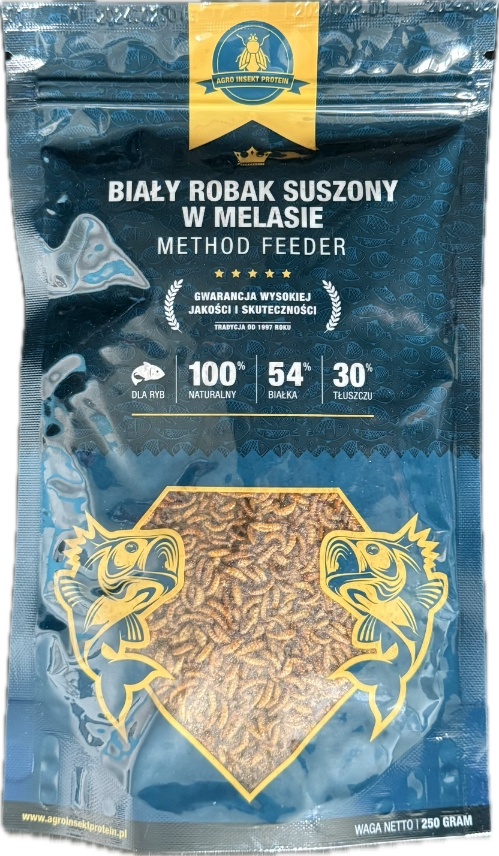 AGRO INSEKT PROTEIN
BIAŁY ROBAK SUSZONY
W MELASIE
METHOD FEEDER
GWARANCJA WYSOKIEJ
JAKOŚCI I SKUTECZNOŚCI
TRADYCJA OD 1997 ROKU
DLA RYB
100%
NATURALNY
54%
BIAŁKA
30%
TŁUSZCZU
www.agroinsektprotein.pl
WAGA NETTO | 250 GRAM